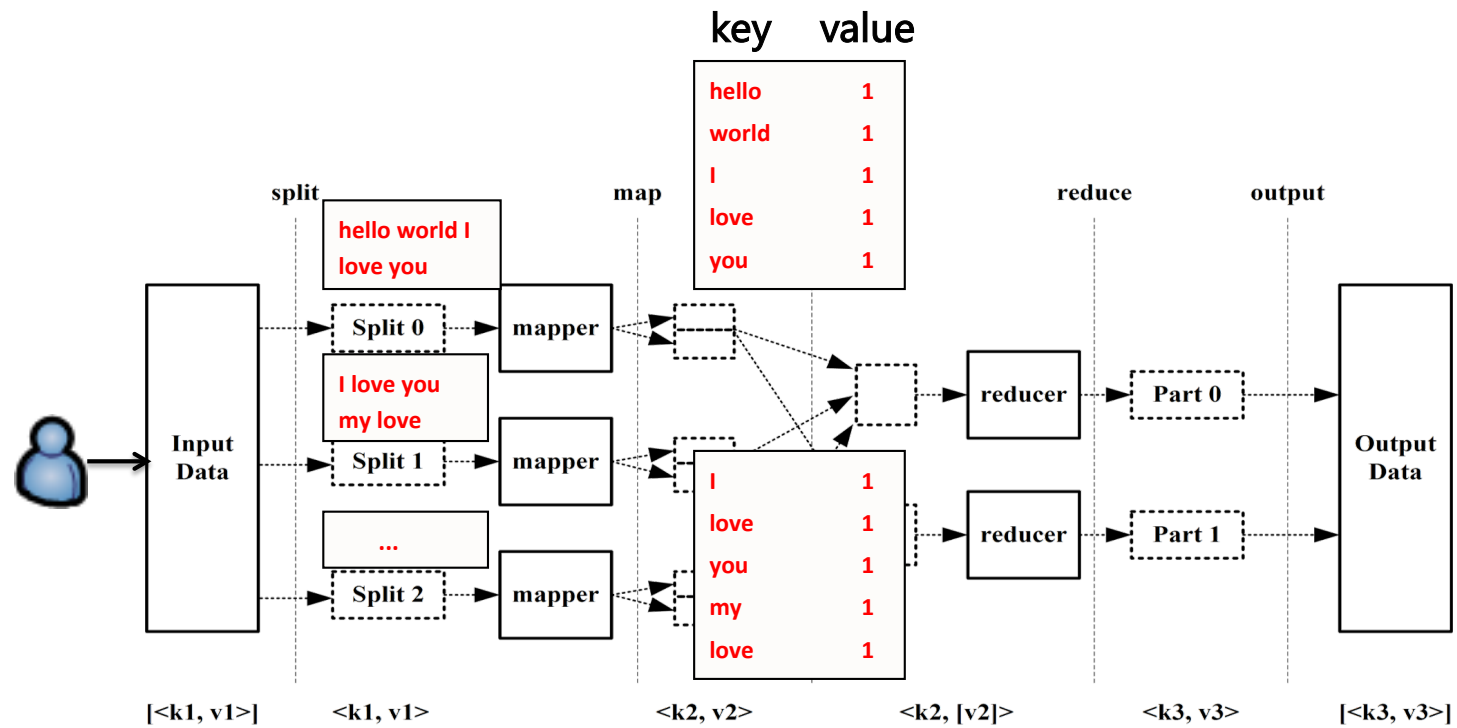 key value
hello 1
world 1
I 1
love 1
you 1
split
map
reduce
output
hello world I
love you
Split 0
mapper
I love you
my love
Split 1
mapper
...
Split 2
mapper
Input
Data
I 1
love 1
you 1
my 1
love 1
reducer
Part 0
reducer
Part 1
Output
Data
[<k1, v1>]
<k1, v1>
<k2, v2>
<k2, [v2]>
<k3, v3>
[<k3, v3>]